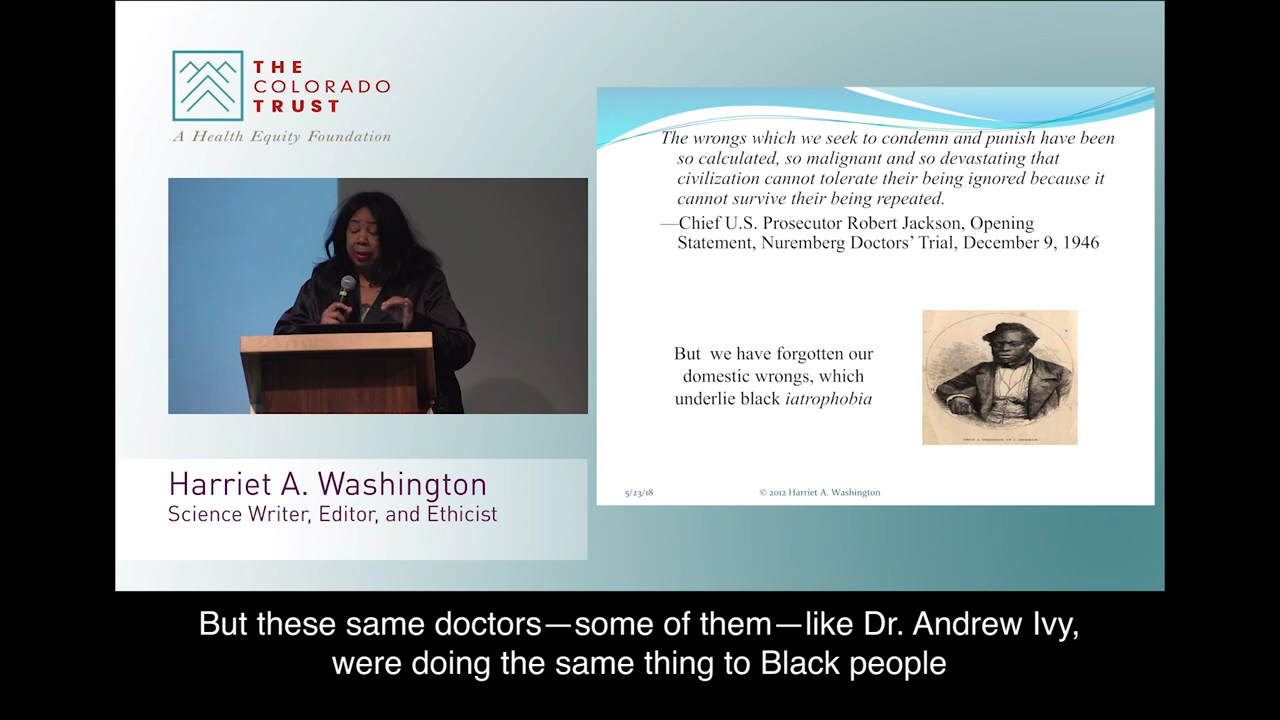 THE
COLORADO
TRUST
A Health Equity Foundation
The wrongs which we seek to condemn and punish have been
so calculated, so malignant and so devastating that
civilization cannot tolerate their being ignored because it
cannot survive their being repeated.
—Chief U.S. Prosecutor Robert Jackson, Opening
Statement, Nuremberg Doctors’ Trial, December 9, 1946
But we have forgotten our
domestic wrongs, which
underlie black iatrophobia
5/23/18
© 2012 Harriet A. Washington
Harriet A. Washington
Science Writer, Editor, and Ethicist
But these same doctors—some of them—like Dr. Andrew Ivy,
were doing the same thing to Black people